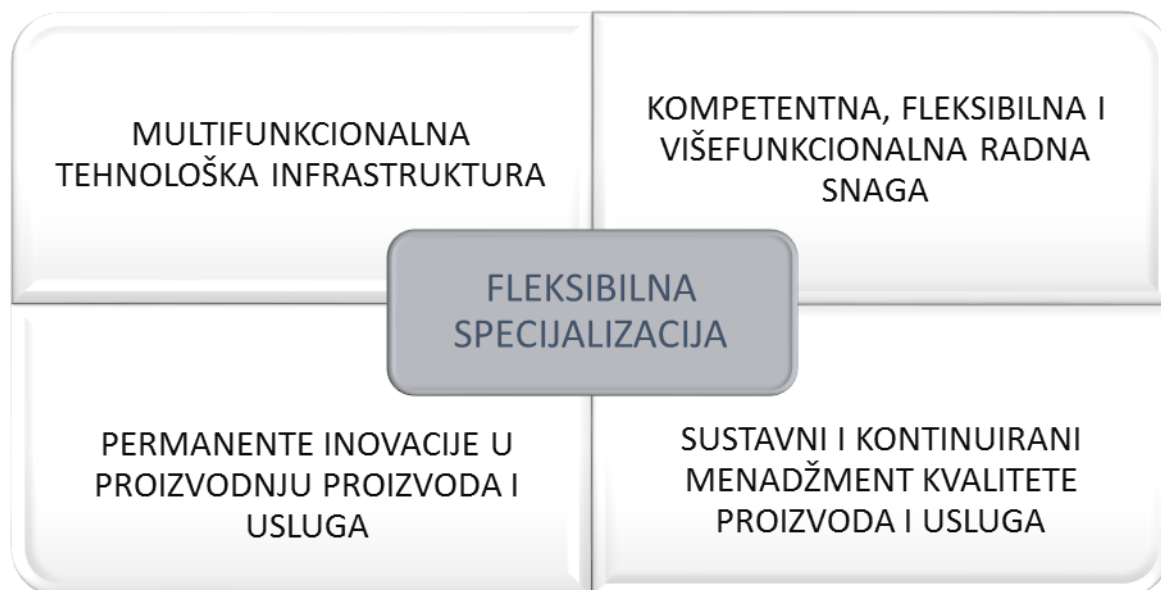 MULTIFUNKCIONALNA
TEHNOLOŠKA INFRASTRUKTURA
KOMPETENTNA, FLEKSIBILNA I
VIŠEFUNKCIONALNA RADNA
SNAGA
FLEKSIBILNA
SPECIJALIZACIJA
PERMANENTE INOVACIJE U
PROIZVODNJU PROIZVODA I
USLUGA
SUSTAVNI I KONTINUIRANI
MENADŽMENT KVALITETE
PROIZVODA I USLUGA